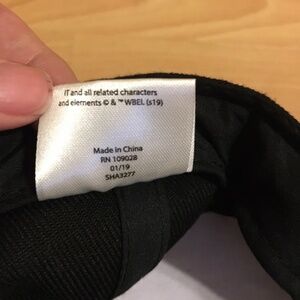 IT and all related characters
and elements © & ™ WBEI. (s19)
Made in China
RN 109028
01/19
SHA3277